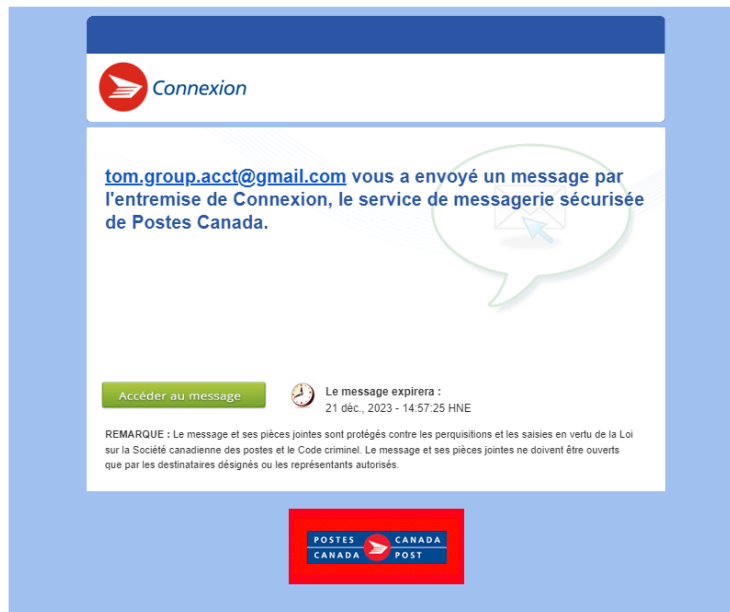 Connexion
tom.group.acct@gmail.com vous a envoyé un message par
l'entremise de Connexion, le service de messagerie sécurisée
de Postes Canada.
Accéder au message
Le message expirera :
21 déc., 2023 - 14:57:25 HNE
REMARQUE : Le message et ses pièces jointes sont protégés contre les perquisitions et les saisies en vertu de la Loi
sur la Société canadienne des postes et le Code criminel. Le message et ses pièces jointes ne doivent être ouverts
que par les destinataires désignés ou les représentants autorisés.
POSTES CANADA
CANADA POST